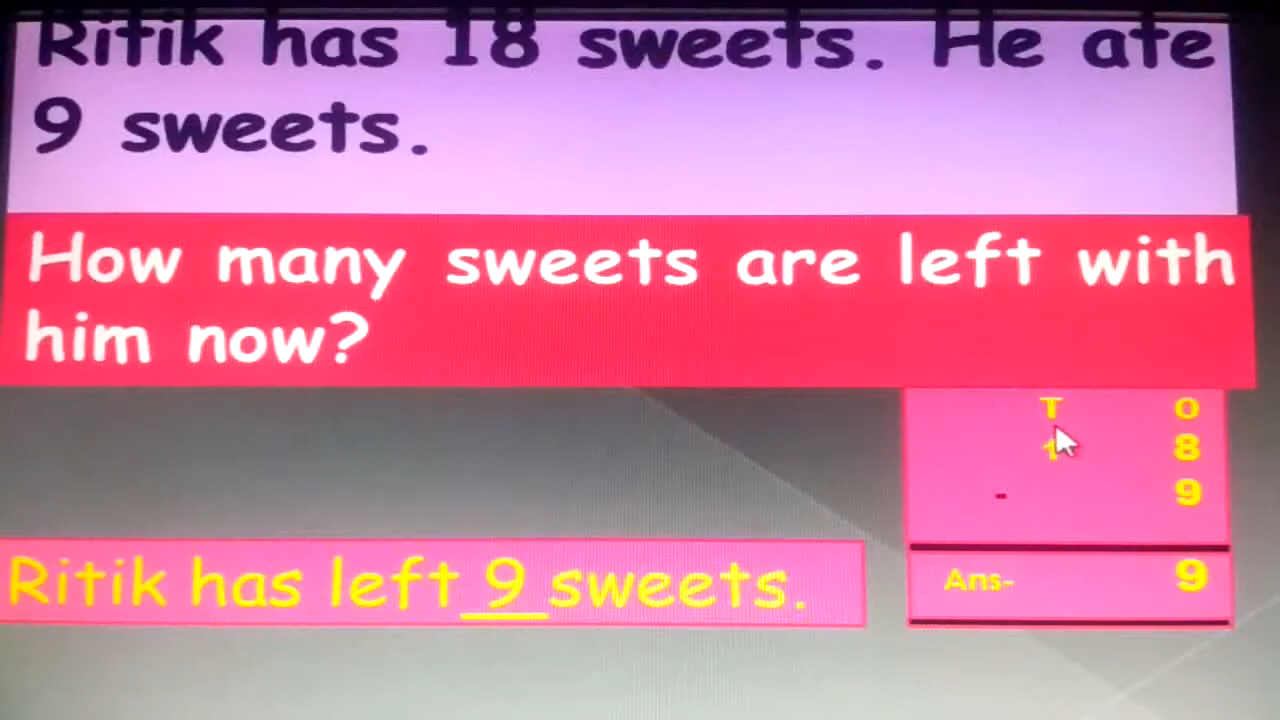 Ritik has 18 sweets. He ate
9 sweets.
How many sweets are left with
him now?
T O
1 8
- 9
Ans- 9
Ritik has left 9 sweets.